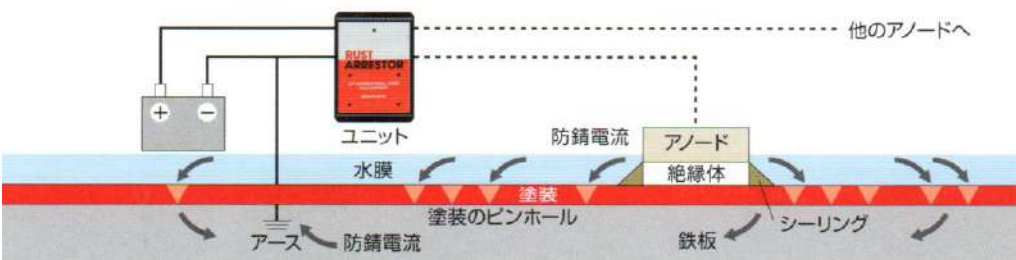 他のアノードへ
RUST
ARRESTOR
+
−
ユニット
防錆電流
アノード
水膜
絶縁体
塗装
塗装のピンホール
シーリング
アース
防錆電流
鉄板